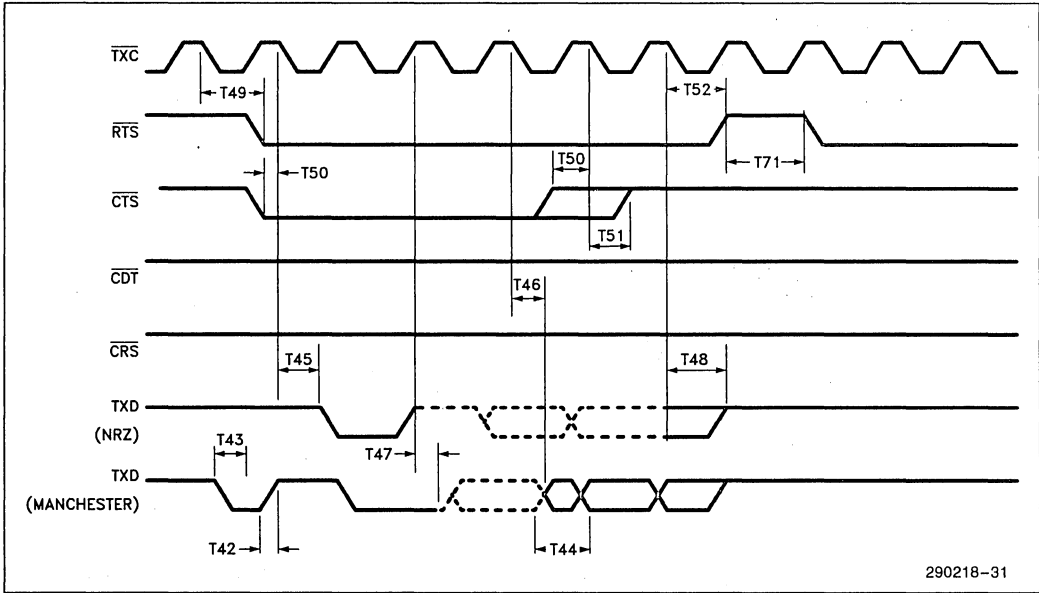 TXC
T49
T52
RTS
T50
T50
T71
CTS
T51
CDT
T46
CRS
T45
T48
TXD
(NRZ)
T43
T47
TXD
(MANCHESTER)
T42
T44
290218-31